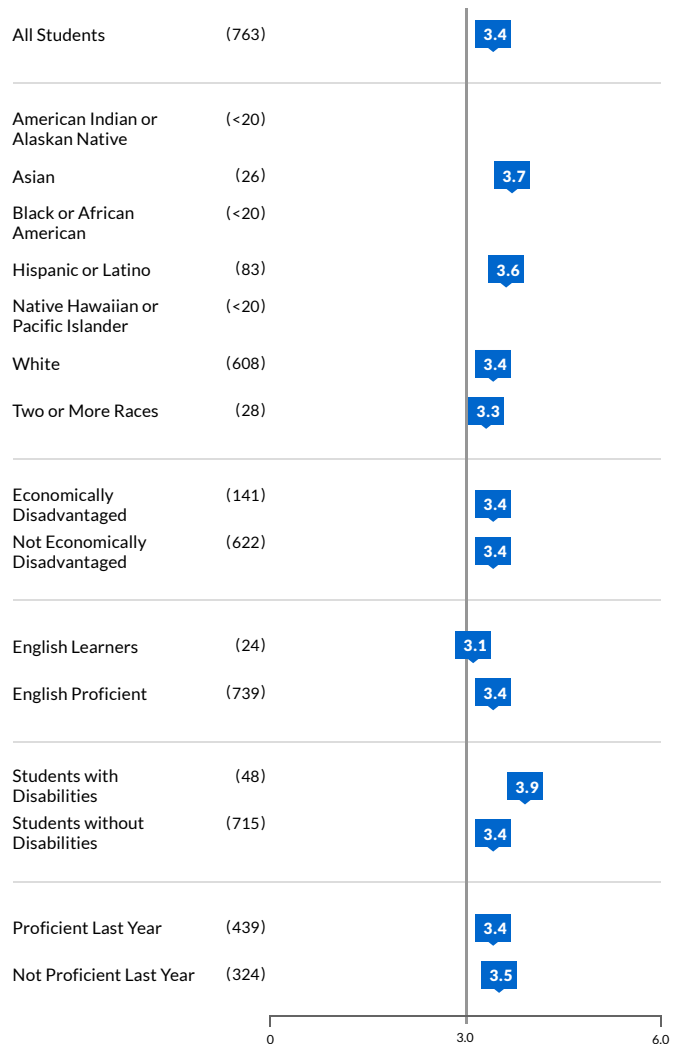 All Students (763) 3.4
American Indian or (<20)
Alaskan Native
Asian (26) 3.7
Black or African (<20)
American
Hispanic or Latino (83) 3.6
Native Hawaiian or (<20)
Pacific Islander
White (608) 3.4
Two or More Races (28) 3.3
Economically (141) 3.4
Disadvantaged
Not Economically (622) 3.4
Disadvantaged
English Learners (24) 3.1
English Proficient (739) 3.4
Students with (48) 3.9
Disabilities
Students without (715) 3.4
Disabilities
Proficient Last Year (439) 3.4
Not Proficient Last Year (324) 3.5
0 3.0 6.0